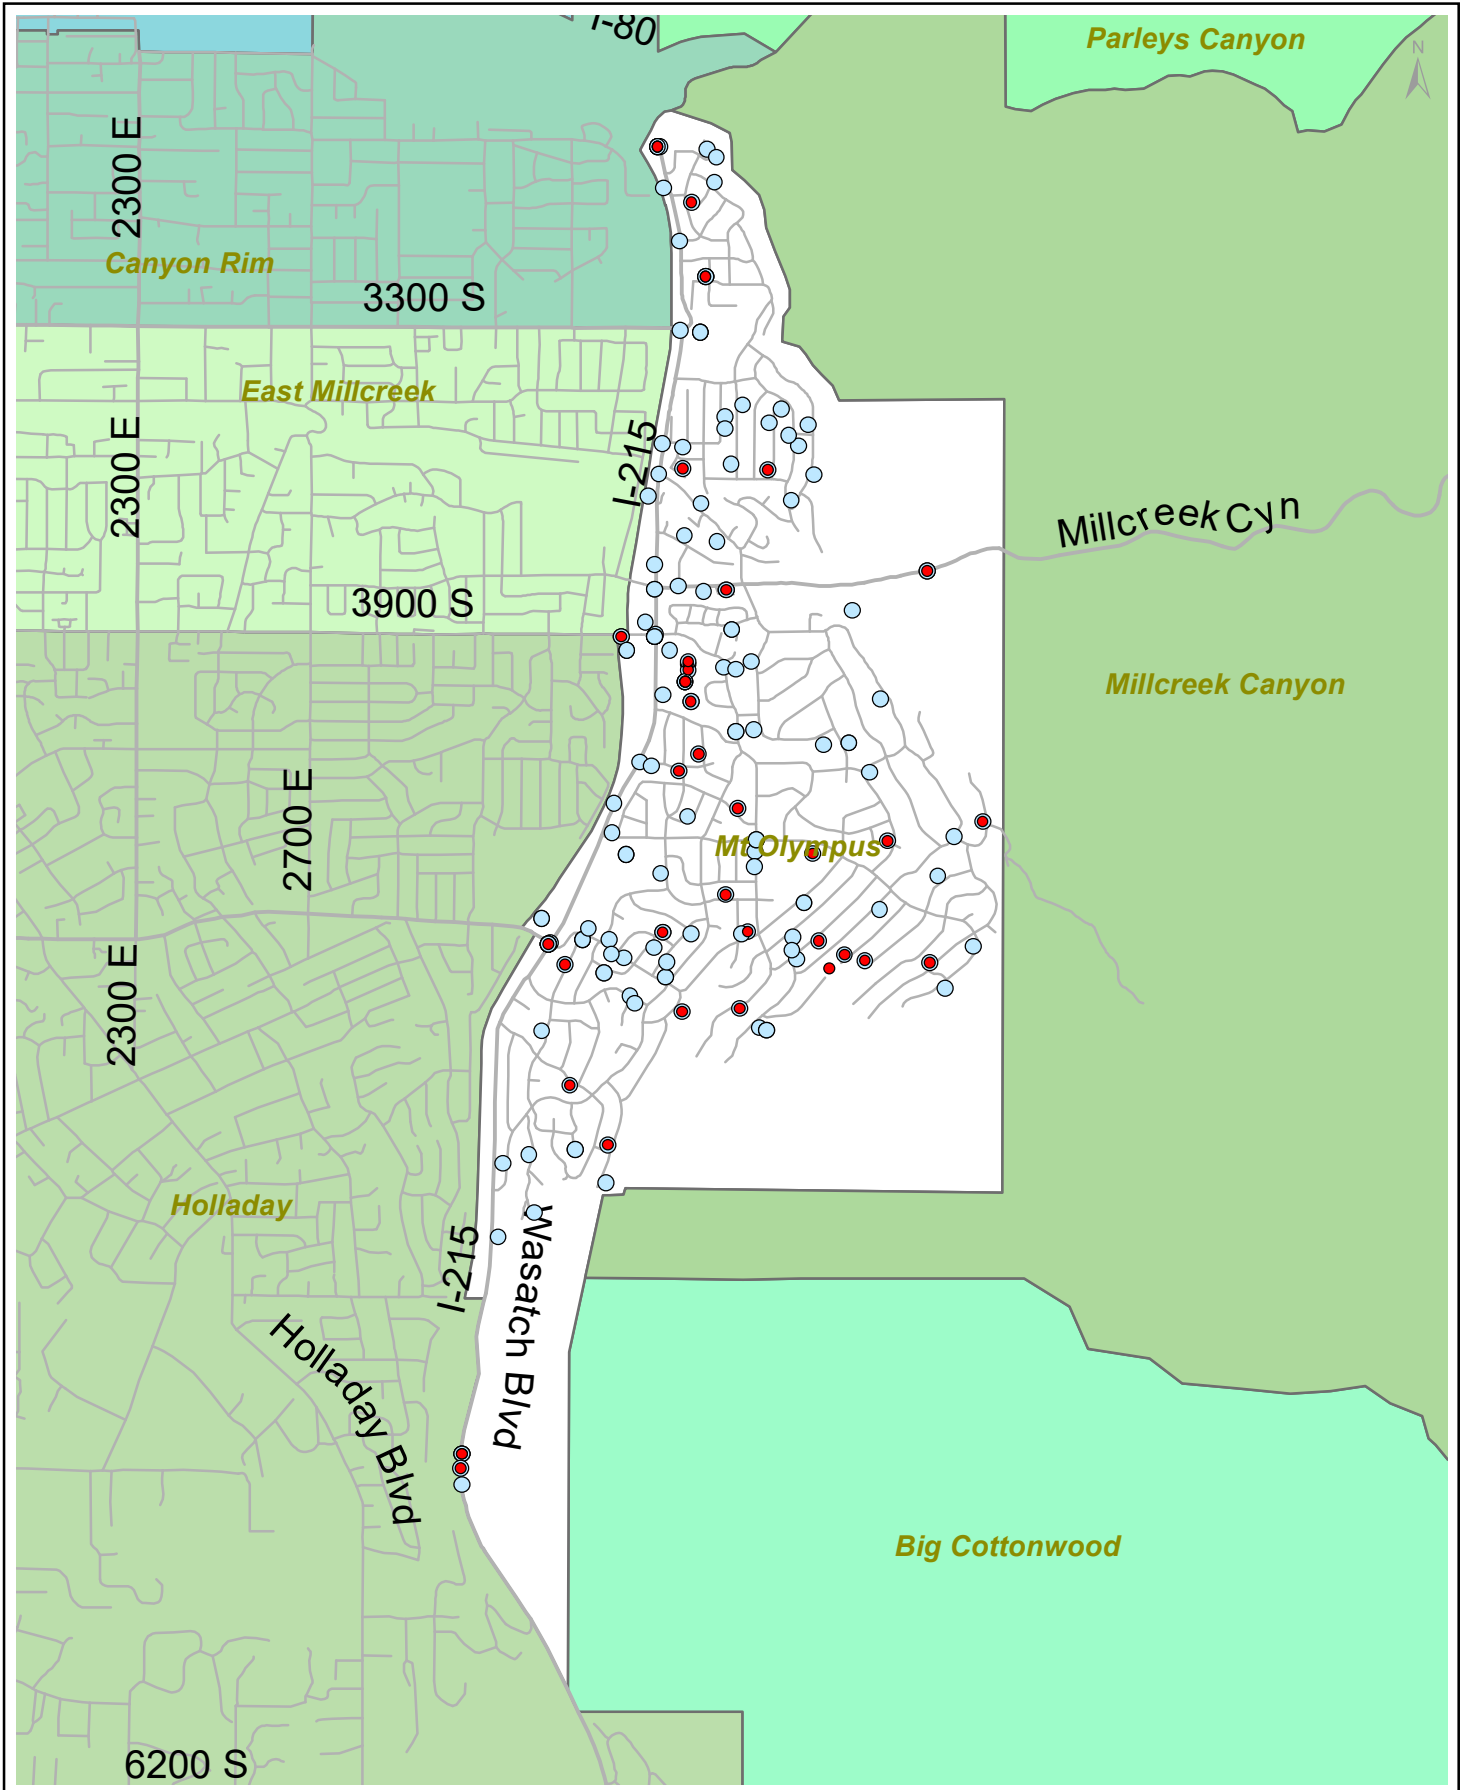 I-80
Parleys Canyon
N
2300 E
Canyon Rim
3300 S
East Millcreek
2300 E
I-215
Millcreek Cyn
3900 S
Millcreek Canyon
2700 E
Mt Olympus
2300 E
Holladay
I-215
Wasatch Blvd
Holladay Blvd
Big Cottonwood
6200 S